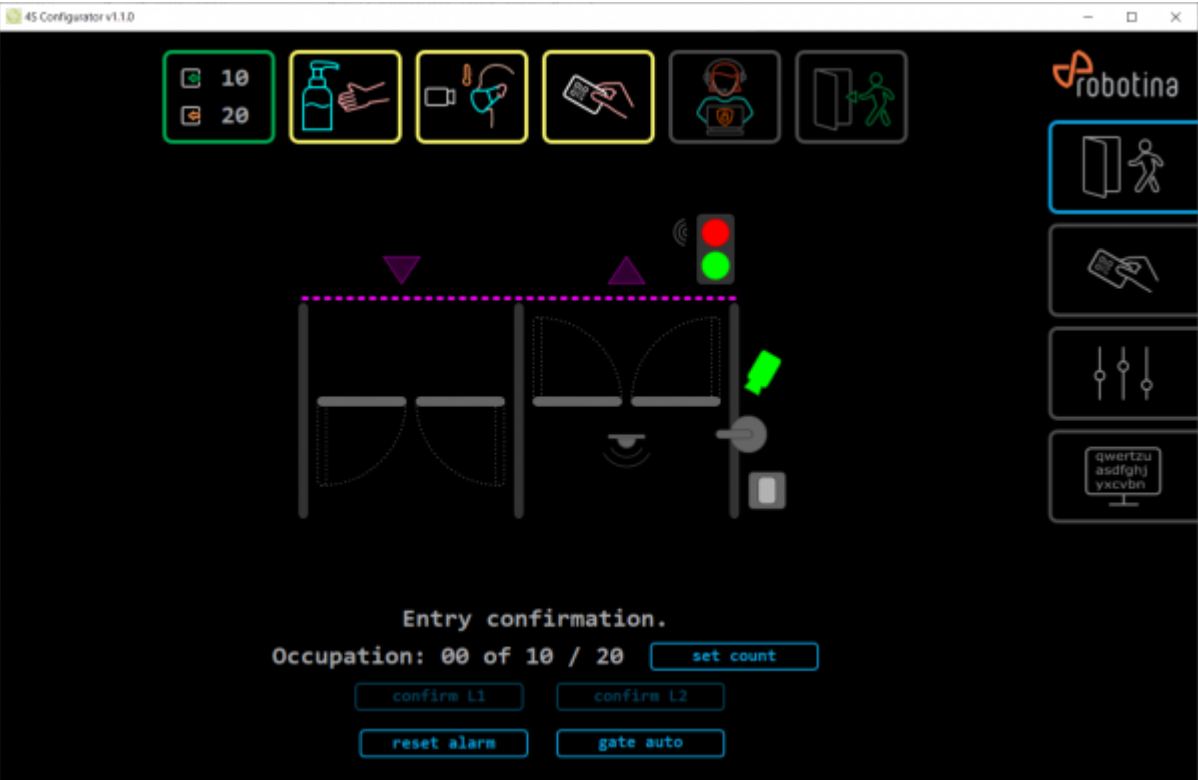 4S Configurator v1.1.0
10
20
robotina
qwertzu
asdfghj
yxcvbn
Entry confirmation.
Occupation: 00 of 10 / 20 set count
confirm L1 confirm L2
reset alarm gate auto